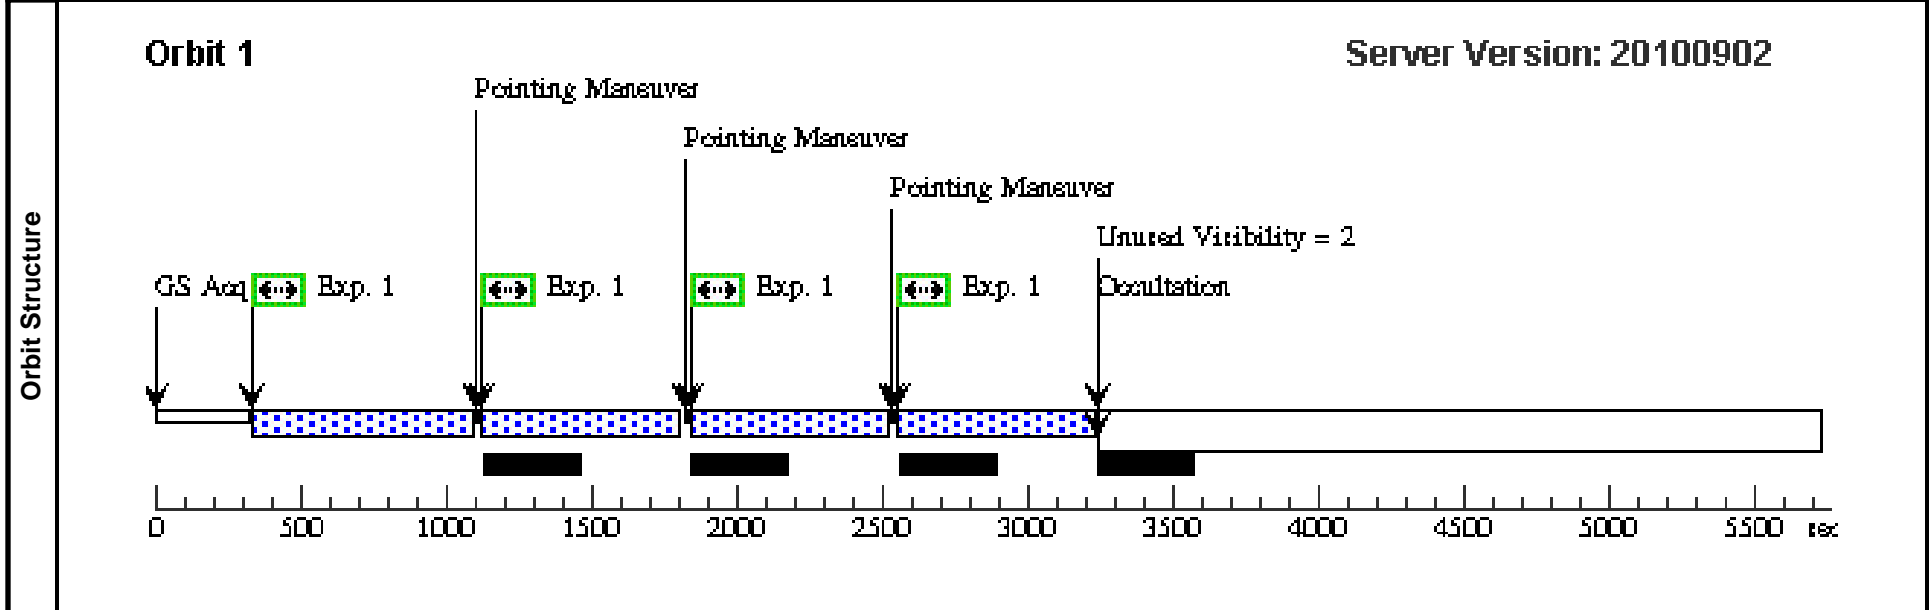 Orbit Structure
Orbit 1
Server Version: 20100902
Pointing Maneuver
Pointing Maneuver
Pointing Maneuver
Unused Visibility = 2
GS Acq
Exp. 1
Exp. 1
Exp. 1
Exp. 1
Occultation
0 500 1000 1500 2000 2500 3000 3500 4000 4500 5000 5500 sec